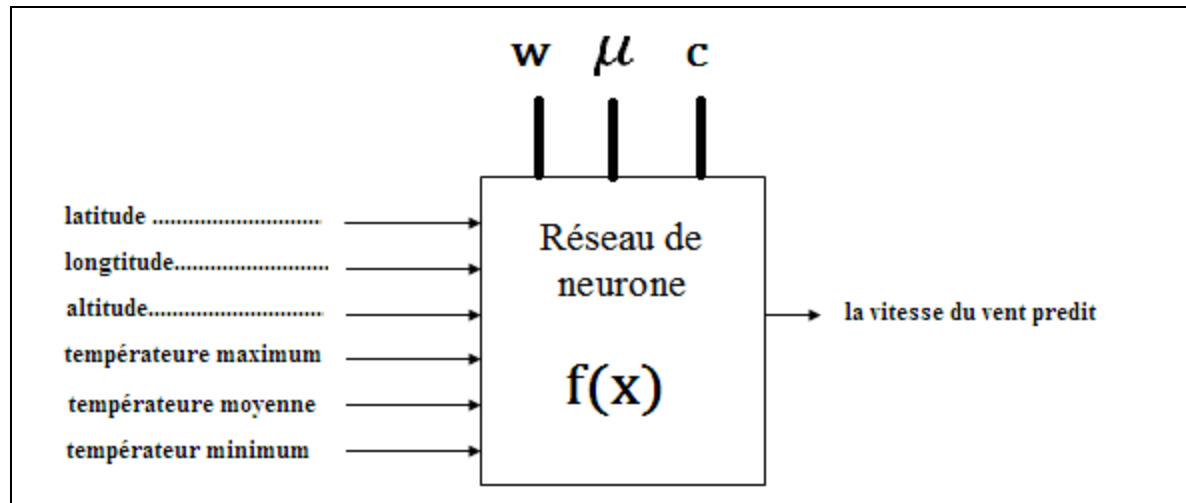 w μ c
latitude ............................
longtitude..........................
altitude.............................
températeure maximum
températeure moyenne
températeur minimum
Réseau de
neurone
f(x)
la vitesse du vent predit